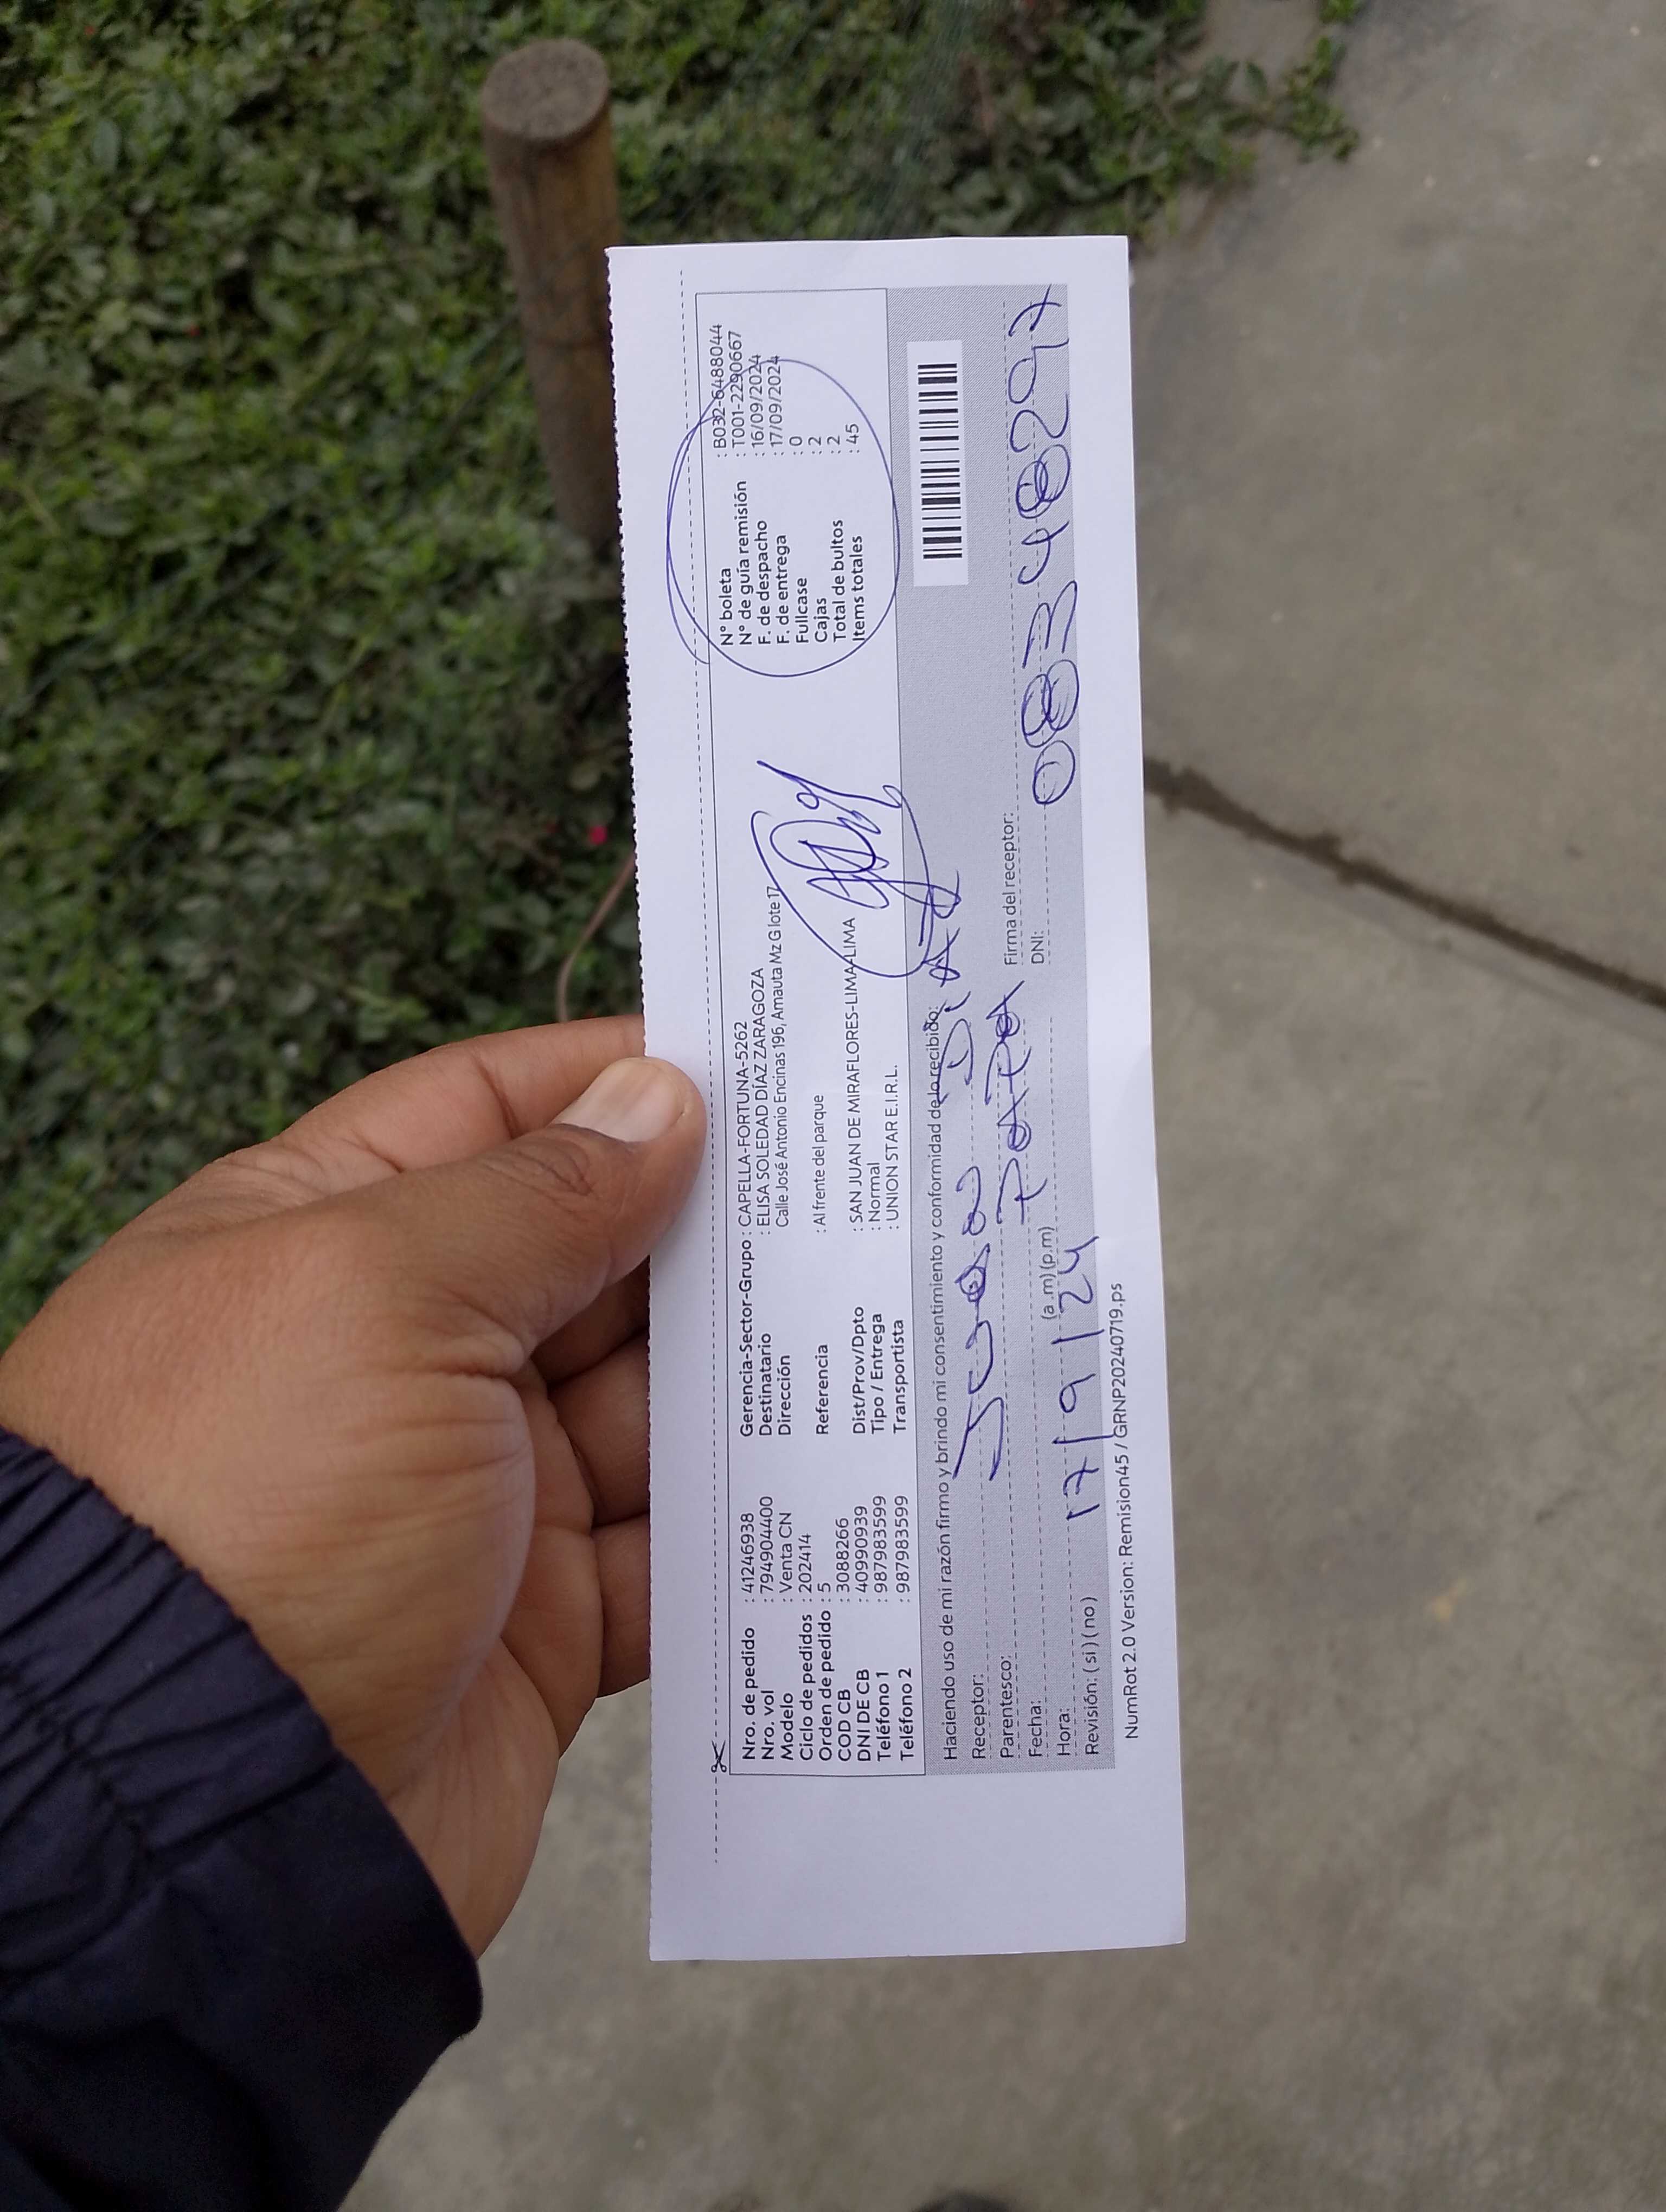 Nro. de pedido : 41246938 Gerencia-Sector-Grupo : CAPELLA-FORTUNA-5262 N° boleta : B032-6488044
Nro. vol : 794904400 Destinatario : ELISA SOLEDAD DÍAZ ZARAGOZA N° de guía remisión : T001-2290667
Modelo : Venta CN Dirección Calle José Antonio Encinas 196, Amauta Mz G lote 17 F. de despacho : 16/09/2024
Ciclo de pedidos : 202414 F. de entrega : 17/09/2024
Orden de pedido : 5 Referencia : Al frente del parque Fullcase : 0
COD CB : 3088266 Cajas : 2
DNI DE CB : 40990939 Dist/Prov/Dpto : SAN JUAN DE MIRAFLORES-LIMA-LIMA Total de bultos : 2
Teléfono 1 : 987983599 Tipo / Entrega : Normal Items totales : 45
Teléfono 2 : 987983599 Transportista : UNION STAR E.I.R.L.
Haciendo uso de mi razón firmo y brindo mi consentimiento y conformidad de lo recibido:
Receptor:
Parentesco: Firma del receptor:
Fecha: DNI: 08340297
Hora: 17/9/24 (a .m) (p.m)
Revisión: ( si ) ( no )
NumRot 2.0 Version: Remision45 / GRNP20240719.ps